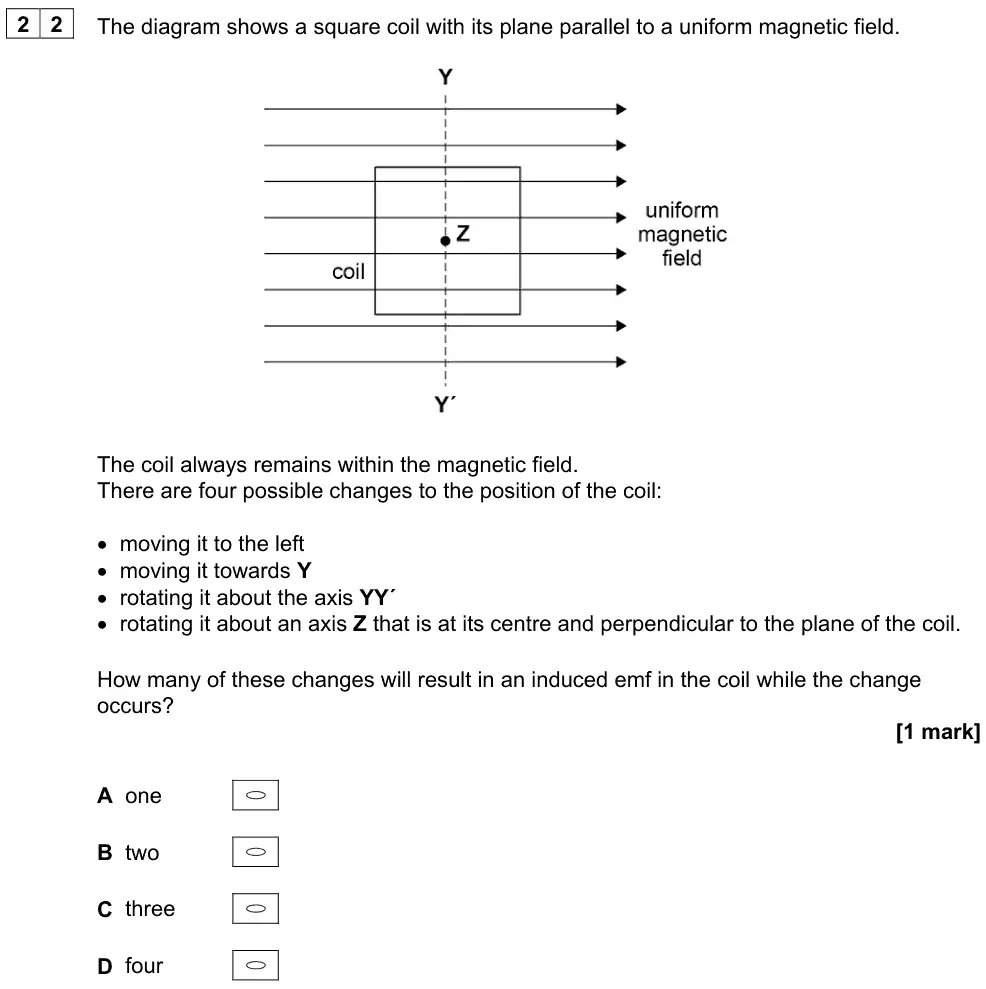 2 2 The diagram shows a square coil with its plane parallel to a uniform magnetic field.
Y
Z
uniform
magnetic
field
coil
Y´
The coil always remains within the magnetic field.
There are four possible changes to the position of the coil:
• moving it to the left
• moving it towards Y
• rotating it about the axis YY´
• rotating it about an axis Z that is at its centre and perpendicular to the plane of the coil.
How many of these changes will result in an induced emf in the coil while the change
occurs?
[1 mark]
A one
B two
C three
D four